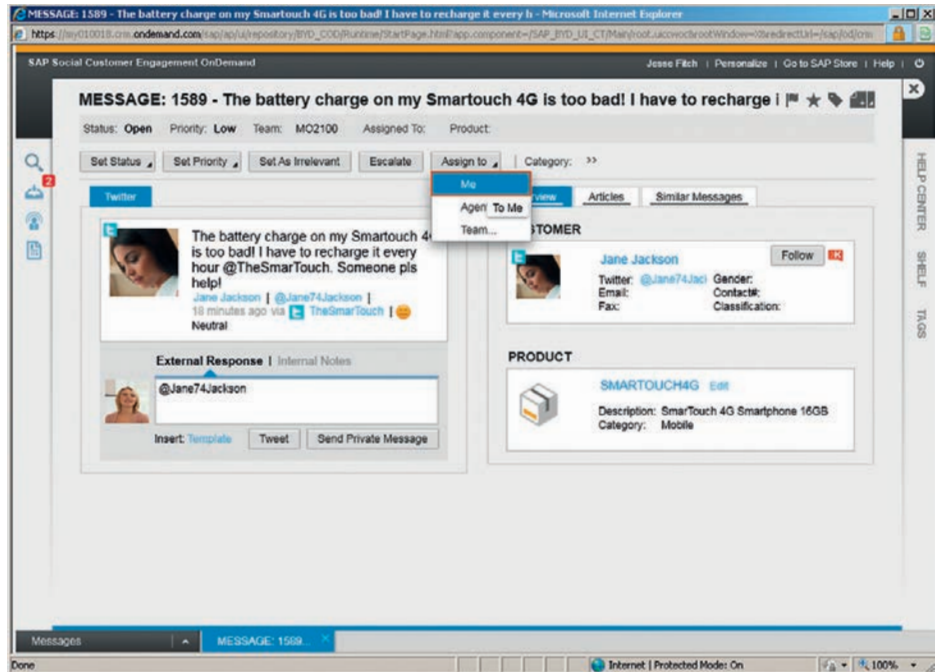 MESSAGE: 1589 - The battery charge on my Smartouch 4G is too bad! I have to recharge it every h - Microsoft Internet Explorer
SAP Social Customer Engagement OnDemand
Jesse Fitch | Personalize | Go to SAP Store | Help
MESSAGE: 1589 - The battery charge on my Smartouch 4G is too bad! I have to recharge i
Status: Open Priority: Low Team: MO2100 Assigned To: Product:
Set Status Set Priority Set As Irrelevant Escalate Assign to | Category: >>
2
Me
To Me
Team...
Twitter
Articles Similar Messages
The battery charge on my Smartouch 4
is too bad! I have to recharge it every
hour @TheSmarTouch. Someone pls
help!
Jane Jackson | @Jane74Jackson |
18 minutes ago via TheSmarTouch |
Neutral
External Response | Internal Notes
@Jane74Jackson
Insert: Template Tweet Send Private Message
Jane Jackson Follow
Twitter: @Jane74Jacl Gender:
Email: Contact#:
Fax: Classification:
PRODUCT
SMARTOUCH4G Edit
Description: SmarTouch 4G Smartphone 16GB
Category: Mobile
HELP CENTER
SHELF
TAGS
Messages MESSAGE: 1589...
Done Internet | Protected Mode: On 100%